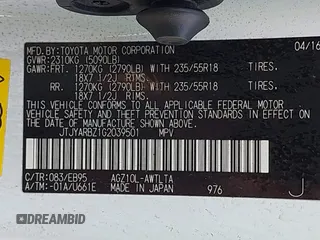 MFD. BY: TOYOTA MOTOR CORPORATION 04/16
GVWR: 2310KG (5090LB)
GAWR: FRT. 1270KG (2790LB) WITH 235/55R18 TIRES.
18X7 1/2J RIMS.
RR. 1270KG (2790LB) WITH 235/55R18 TIRES.
18X7 1/2J RIMS.
THIS VEHICLE CONFORMS TO ALL APPLICABLE FEDERAL MOTOR
VEHICLE SAFETY AND THEFT PREVENTION STANDARDS IN EFFECT
ON THE DATE OF MANUFACTURE SHOWN ABOVE.
JTJYARBZ1G2039501 MPV
C/TR: 083/EB95 AGZ10L-AWTLTA
A/TM: -01A/U661E MADE IN JAPAN 976 J
DREAMBID